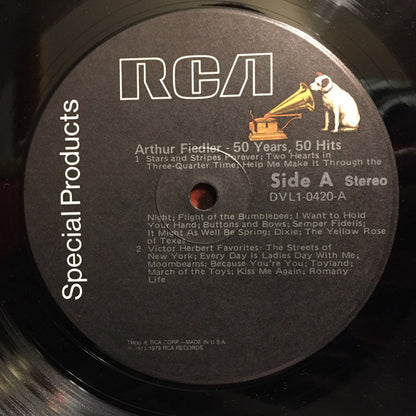 RCA
Special Products
Arthur Fiedler - 50 Years, 50 Hits
1 Stars and Stripes Forever; Two Hearts in
Three-Quarter Time; Help Me Make It Through the
Side A Stereo
DVL1-0420-A
Night; Flight of the Bumblebee; I Want to Hold
Your Hand; Buttons and Bows; Semper Fidelis;
It Might As Well Be Spring; Dixie; The Yellow Rose
of Texas
2 Victor Herbert Favorites: The Streets of
New York; Every Day is Ladies Day With Me;
Moonbeams; Because You're You; Toyland;
March of the Toys; Kiss Me Again; Romany
Life
RCA CORP.—MADE IN U.S.A.
1979 RCA RECORDS